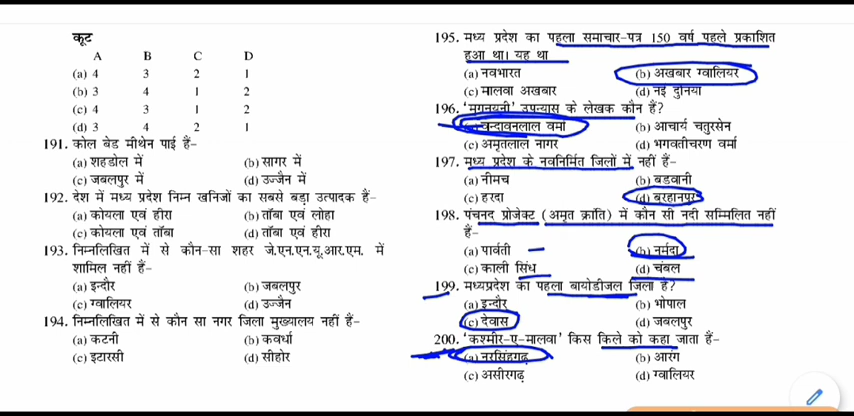 कूट
A B C D
(a) 4 3 2 1
(b) 3 4 1 2
(c) 4 3 1 2
(d) 3 4 2 1
191. कोल बेड मीथेन पाई हैं-
(a) शहडोल में (b) सागर में
(c) जबलपुर में (d) उज्जैन में
192. देश में मध्य प्रदेश निम्न खनिजों का सबसे बड़ा उत्पादक हैं-
(a) कोयला एवं हीरा (b) ताँबा एवं लोहा
(c) कोयला एवं ताँबा (d) ताँबा एवं हीरा
193. निम्नलिखित में से कौन-सा शहर जे.एन.एन.यू.आर.एम. में
शामिल नहीं हैं-
(a) इन्दौर (b) जबलपुर
(c) ग्वालियर (d) उज्जैन
194. निम्नलिखित में से कौन सा नगर जिला मुख्यालय नहीं हैं-
(a) कटनी (b) कवर्धा
(c) इटारसी (d) सीहोर
195. मध्य प्रदेश का पहला समाचार-पत्र 150 वर्ष पहले प्रकाशित
हुआ था। यह था
(a) नवभारत (b) अखबार ग्वालियर
(c) मालवा अखबार (d) नई दुनिया
196. 'मृगनयनी' उपन्यास के लेखक कौन हैं?
वृन्दावनलाल वर्मा (b) आचार्य चतुरसेन
(c) अमृतलाल नागर (d) भगवतीचरण वर्मा
197. मध्य प्रदेश के नवनिर्मित जिलों में नहीं हैं-
(a) नीमच (b) बडवानी
(c) हरदा (d) बुरहानपुर
198. पंचनद प्रोजेक्ट (अमृत क्रांति) में कौन सी नदी सम्मिलित नहीं
हैं-
(a) पार्वती (b) नर्मदा
(c) काली सिंध (d) चंबल
199. मध्यप्रदेश का पहला बायोडीजल जिला है?
(a) इन्दौर (b) भोपाल
(c) देवास (d) जबलपुर
200. 'कश्मीर-ए-मालवा' किस किले को कहा जाता हैं-
(a) नरसिंहगढ़ (b) आरंग
(c) असीरगढ़ (d) ग्वालियर